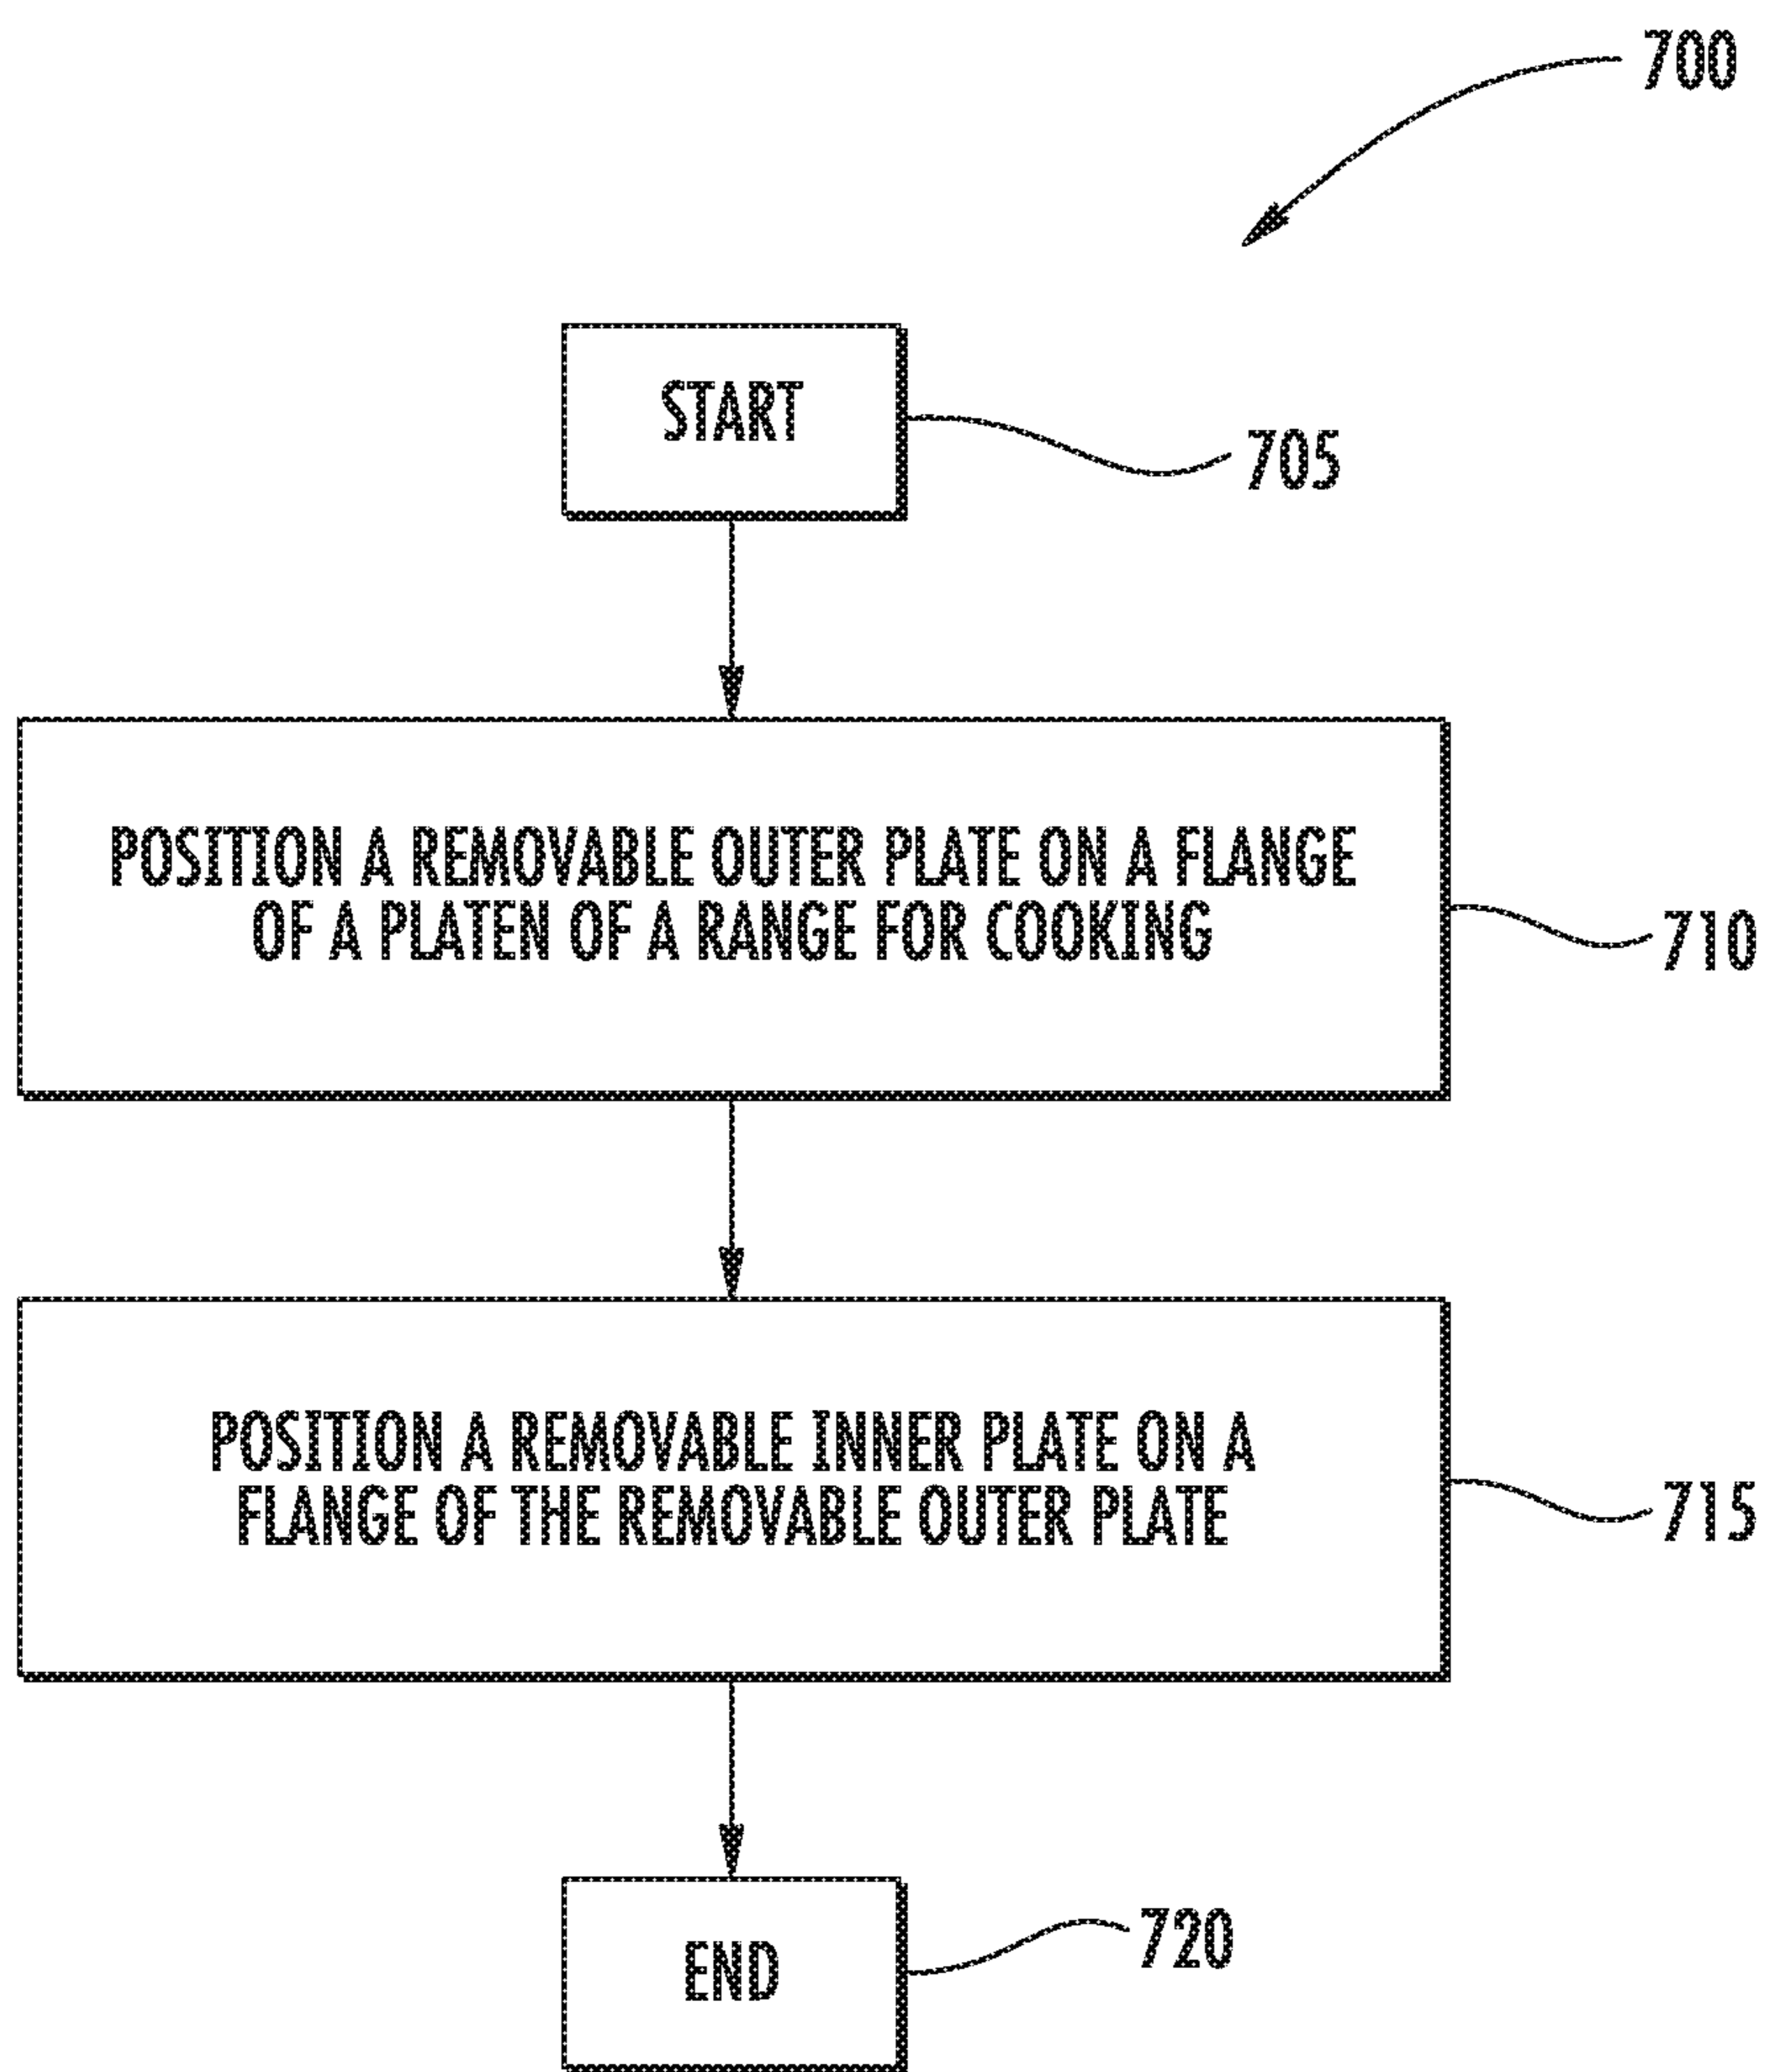 700
START
705
POSITION A REMOVABLE OUTER PLATE ON A FLANGE
OF A PLATEN OF A RANGE FOR COOKING
710
POSITION A REMOVABLE INNER PLATE ON A
FLANGE OF THE REMOVABLE OUTER PLATE
715
END
720